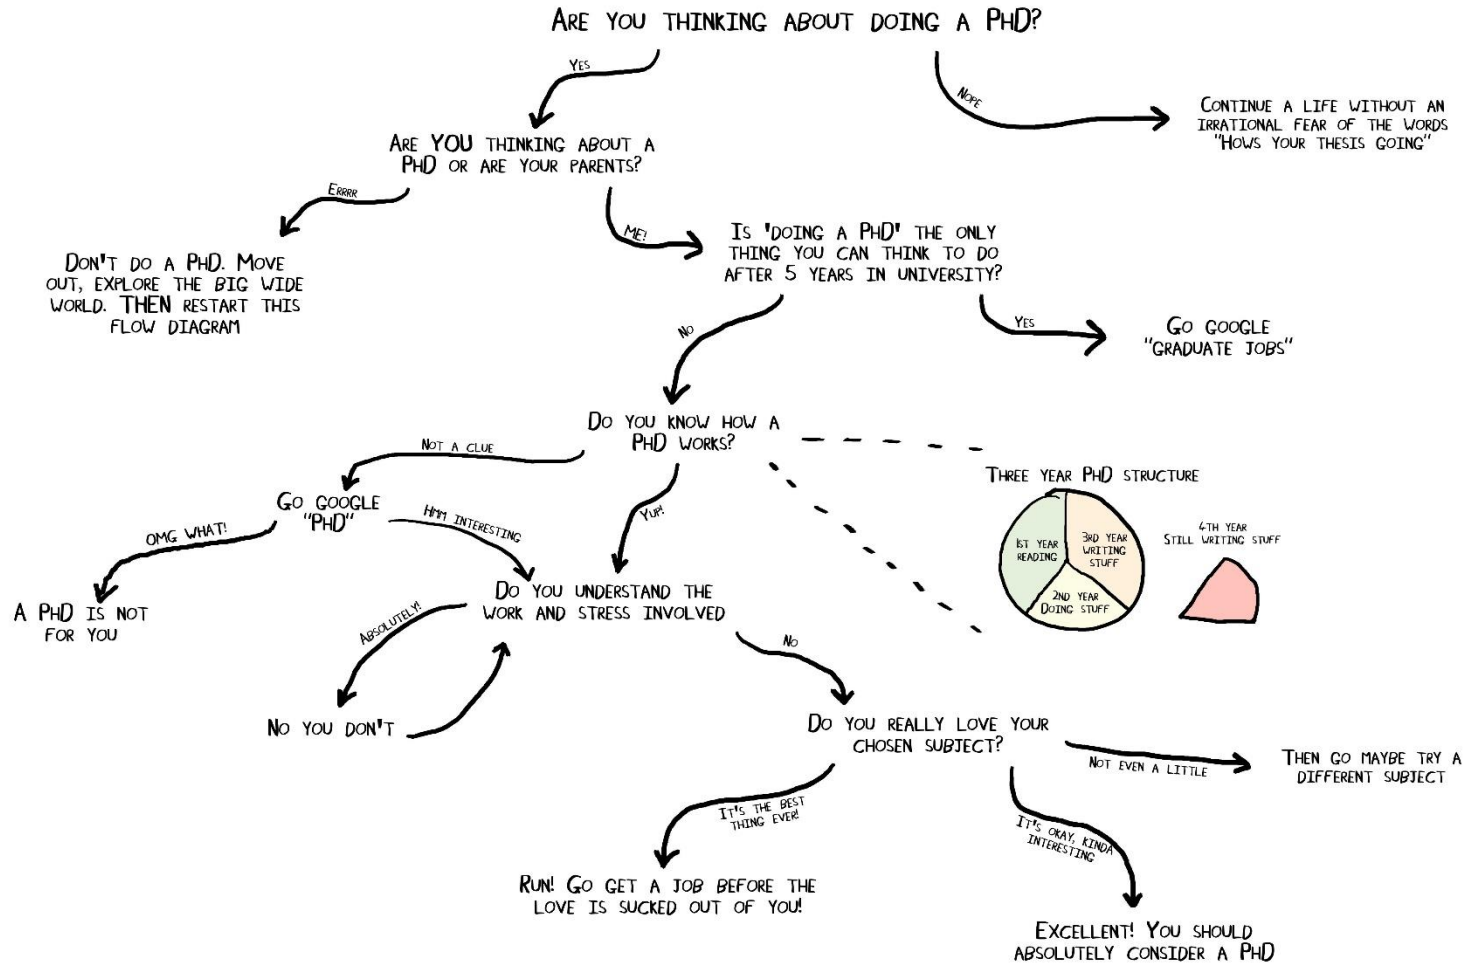 Are you thinking about doing a PhD?
Yes
Nope
Continue a life without an
irrational fear of the words
"Hows your thesis going"
Are YOU thinking about a
PhD or are your parents?
Errrr
ME!
Don't do a PhD. Move
out, explore the big wide
world. THEN restart this
flow diagram
Is 'doing a PhD' the only
thing you can think to do
after 5 years in university?
No
Yes
Go google
"graduate jobs"
Do you know how a
PhD works?
Not a clue
Yup!
Go google
"PhD"
OMG what!
Hmm interesting
A PhD is not
for you
Three year PhD structure
1st year
reading
3rd year
writing
stuff
2nd year
Doing stuff
4th year
Still writing stuff
Do you understand the
work and stress involved
Absolutely!
No
No you don't
Do you really love your
chosen subject?
Not even a little
Then go maybe try a
different subject
It's the best
thing ever!
It's okay, kinda
interesting
Run! Go get a job before the
love is sucked out of you!
Excellent! You should
absolutely consider a PhD